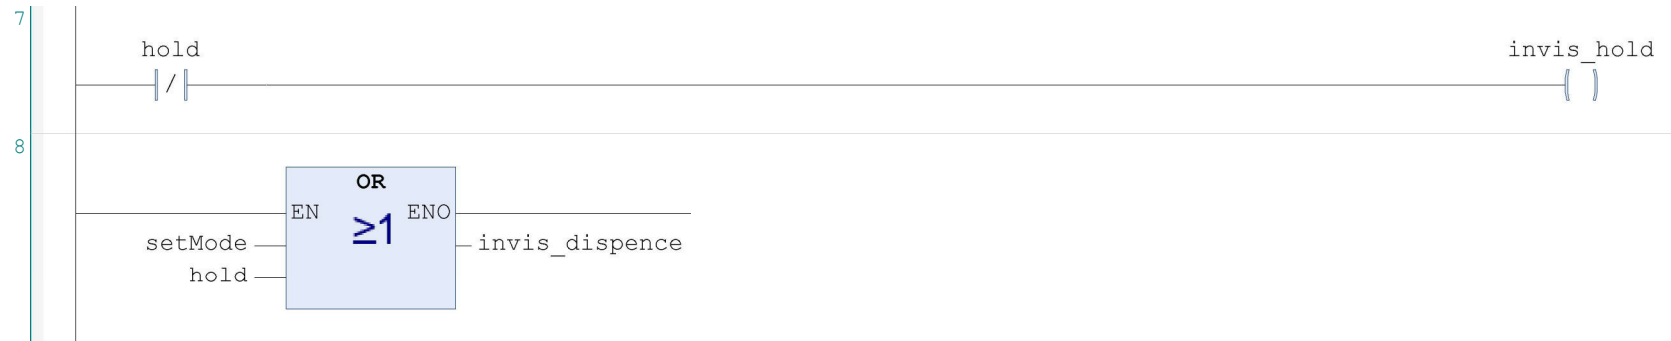 7
hold
invis_hold
/
( )
8
OR
EN
≥1
ENO
setMode
invis_dispence
hold